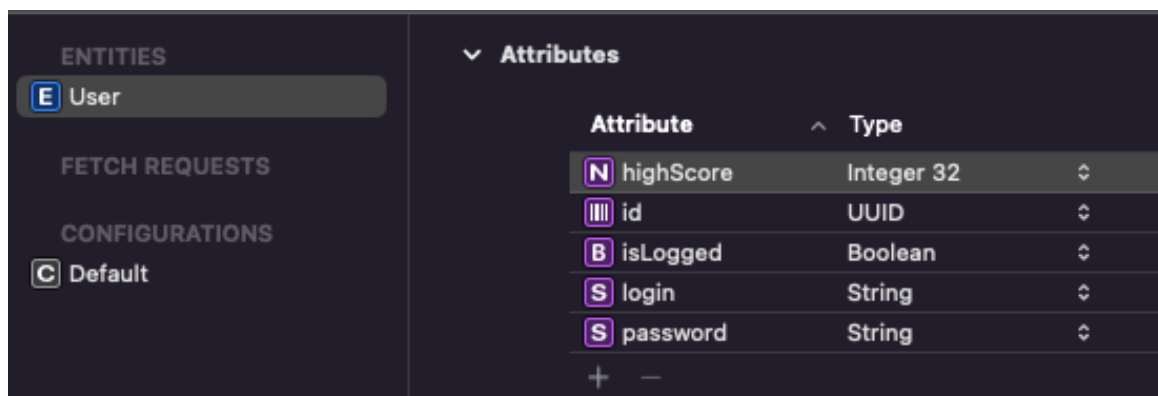 ENTITIES
E User
FETCH REQUESTS
CONFIGURATIONS
C Default
Attributes
Attribute Type
N highScore Integer 32
id UUID
B isLogged Boolean
S login String
S password String